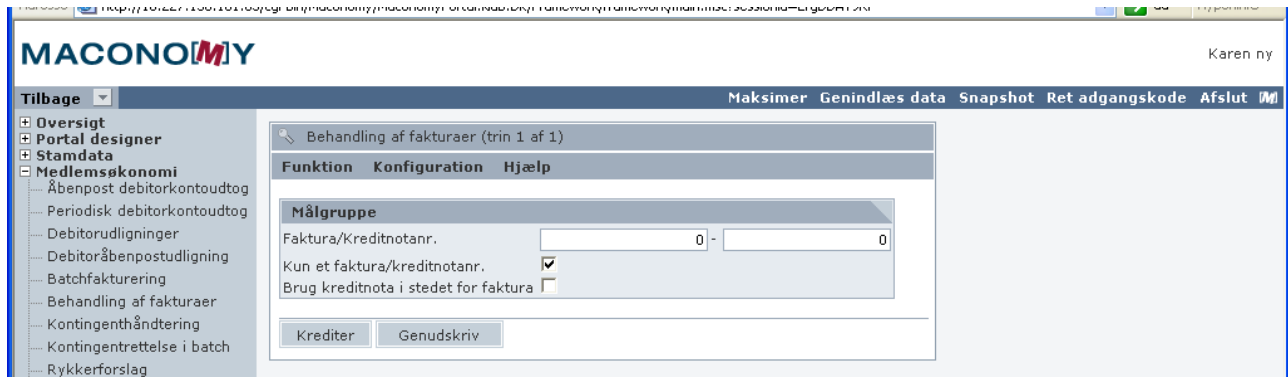 MACONO[M]Y
Karen ny
Tilbage
Maksimer Genindlæs data Snapshot Ret adgangskode Afslut [M]
Oversigt
Portal designer
Stamdata
Medlemsøkonomi
Åbenpost debitorkontoudtog
Periodisk debitorkontoudtog
Debitorudligninger
Debitoråbenpostudligning
Batchfakturering
Behandling af fakturaer
Kontingenthåndtering
Kontingentrettelse i batch
Rykkerforslag
Behandling af fakturaer (trin 1 af 1)
Funktion Konfiguration Hjælp
Målgruppe
Faktura/Kreditnotanr. 0 - 0
Kun et faktura/kreditnotanr.
Brug kreditnota i stedet for faktura
Krediter Genudskriv